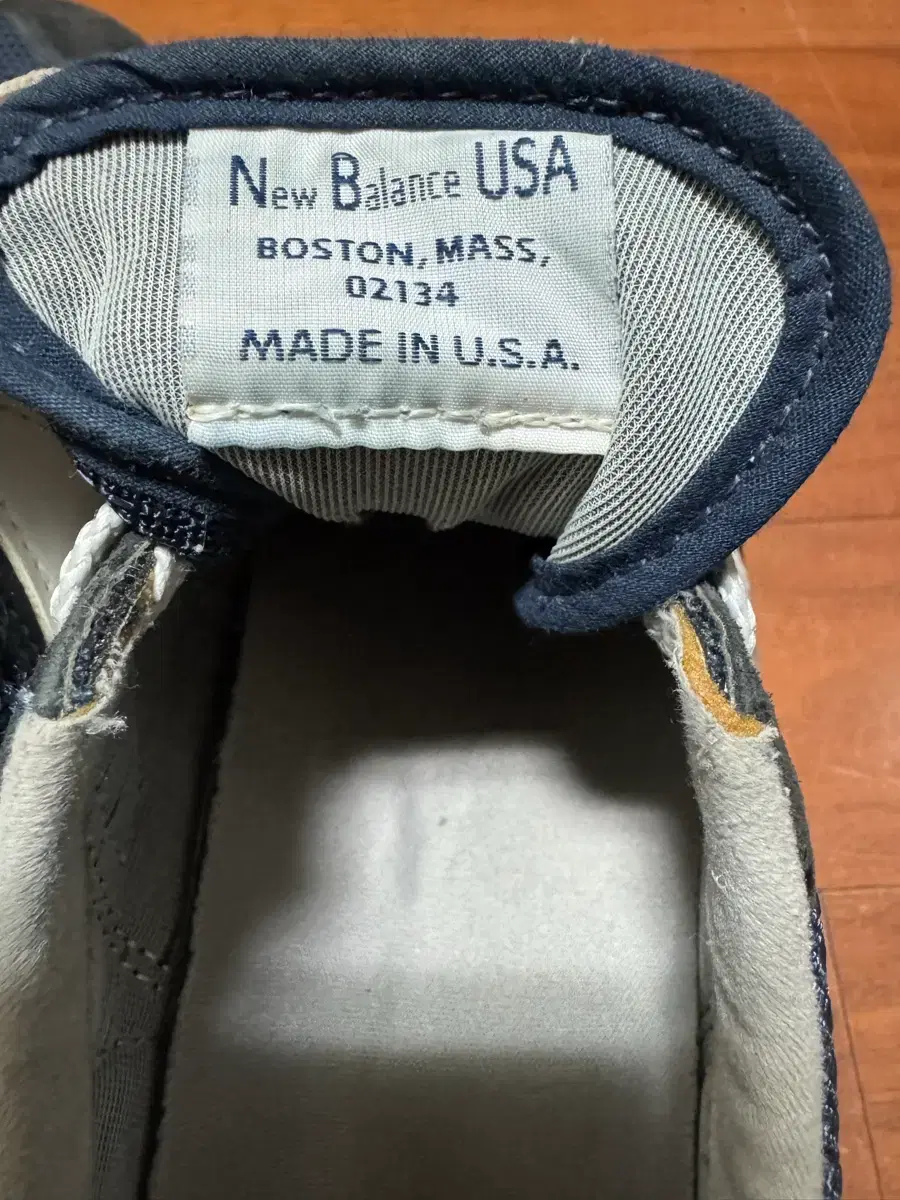 New Balance USA
BOSTON, MASS,
02134
MADE IN U.S.A.